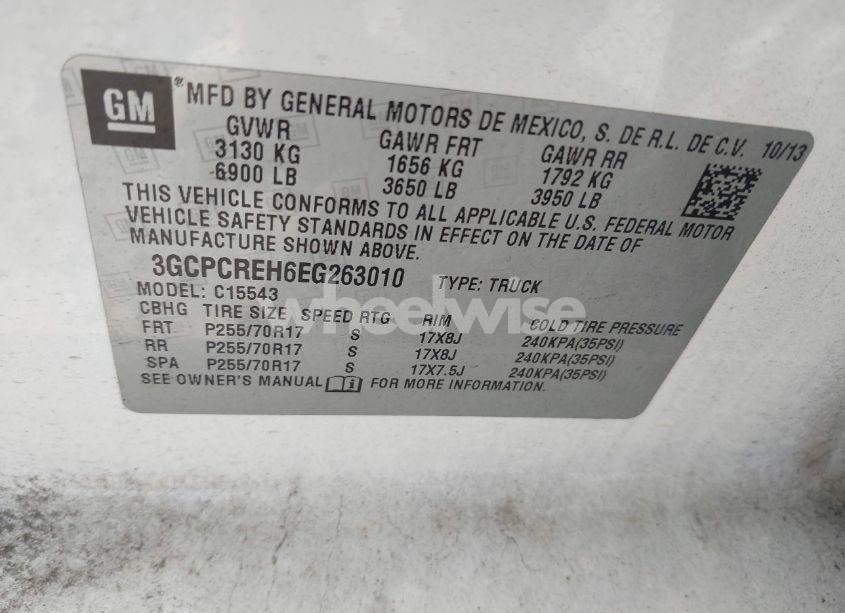 GM
®MFD BY GENERAL MOTORS DE MEXICO, S. DE R.L. DE C.V. 10/13
GVWR GAWR FRT GAWR RR
3130 KG 1656 KG 1792 KG
6900 LB 3650 LB 3950 LB
THIS VEHICLE CONFORMS TO ALL APPLICABLE U.S. FEDERAL MOTOR
VEHICLE SAFETY STANDARDS IN EFFECT ON THE DATE OF
MANUFACTURE SHOWN ABOVE.
3GCPCREH6EG263010 TYPE: TRUCK
MODEL: C15543
CBHG TIRE SIZE SPEED RTG RIM COLD TIRE PRESSURE
FRT P255/70R17 S 17X8J 240KPA(35PSI)
RR P255/70R17 S 17X8J 240KPA(35PSI)
SPA P255/70R17 S 17X7.5J 240KPA(35PSI)
SEE OWNER'S MANUAL FOR MORE INFORMATION.
wheelwise